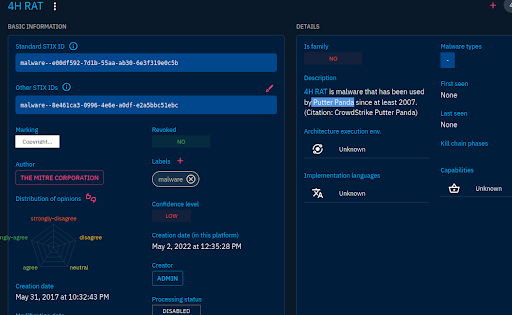 4H RAT
BASIC INFORMATION
Standard STIX ID
malware--e00df592-7d1b-55aa-ab30-6e3f319e0c5b
Other STIX IDs
malware--8e461ca3-0996-4e6e-a0df-e2a5bbc51ebc
Marking
Copyright...
Revoked
NO
Author
THE MITRE CORPORATION
Labels
malware
Distribution of opinions
strongly-disagree
ngly-agree
disagree
agree
neutral
Confidence level
LOW
Creation date (in this platform)
May 2, 2022 at 12:35:28 PM
Creator
ADMIN
Creation date
May 31, 2017 at 10:32:43 PM
Processing status
DISABLED
DETAILS
Is family
NO
Malware types
-
Description
4H RAT is malware that has been used
by Putter Panda since at least 2007.
(Citation: CrowdStrike Putter Panda)
First seen
None
Last seen
None
Architecture execution env.
Unknown
Kill chain phases
Implementation languages
Unknown
Capabilities
Unknown